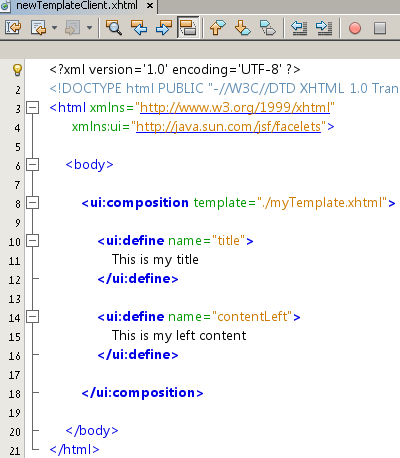 newTemplateClient.xhtml ×
<?xml version='1.0' encoding='UTF-8' ?>
2 <!DOCTYPE html PUBLIC "-//W3C//DTD XHTML 1.0 Tran
3 <html xmlns="http://www.w3.org/1999/xhtml"
4 xmlns:ui="http://java.sun.com/jsf/facelets">
5
6 <body>
7
8 <ui:composition template="./myTemplate.xhtml">
9
10 <ui:define name="title">
11 This is my title
12 </ui:define>
13
14 <ui:define name="contentLeft">
15 This is my left content
16 </ui:define>
17
18 </ui:composition>
19
20 </body>
21 </html>